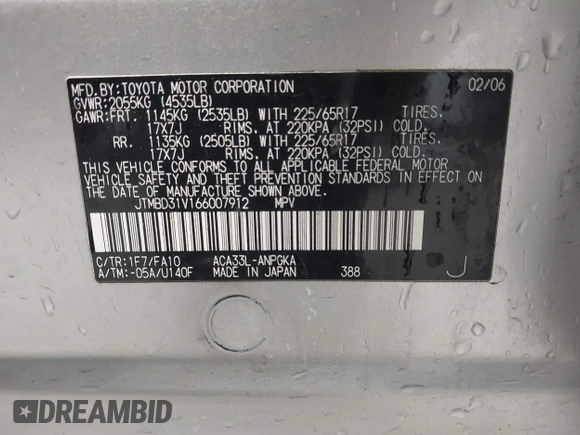 MFD.BY:TOYOTA MOTOR CORPORATION 02/06
GVWR:2055KG (4535LB)
GAWR:FRT. 1145KG (2535LB) WITH 225/65R17 TIRES.
17X7J RIMS. AT 220KPA (32PSI) COLD.
RR. 1135KG (2505LB) WITH 225/65R17 TIRES.
17X7J RIMS. AT 220KPA (32PSI) COLD.
THIS VEHICLE CONFORMS TO ALL APPLICABLE FEDERAL MOTOR
VEHICLE SAFETY AND THEFT PREVENTION STANDARDS IN EFFECT ON
THE DATE OF MANUFACTURE SHOWN ABOVE.
JTMBD31V166007912 MPV
C/TR:1F7/FA10 ACA33L-ANPGKA
A/TM:-05A/U140F MADE IN JAPAN 388 J
DREAMBID